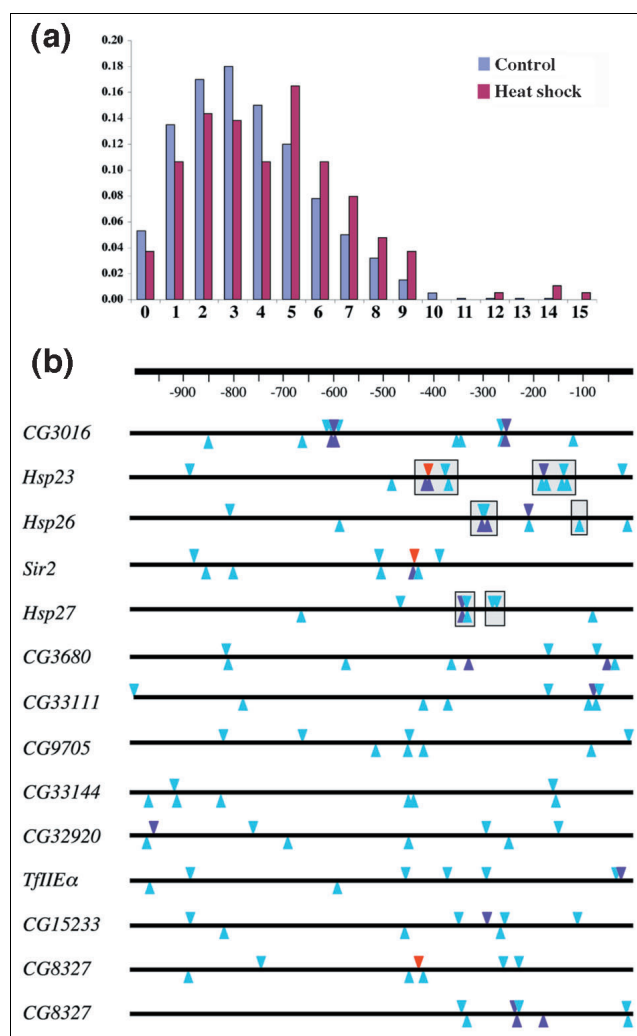 (a)
0.20
0.18
0.16
0.14
0.12
0.10
0.08
0.06
0.04
0.02
0.00
Control
Heat shock
0 1 2 3 4 5 6 7 8 9 10 11 12 13 14 15
(b)
-900 -800 -700 -600 -500 -400 -300 -200 -100
CG3016
Hsp23
Hsp26
Sir2
Hsp27
CG3680
CG33111
CG9705
CG33144
CG32920
TfIIEα
CG15233
CG8327
CG8327